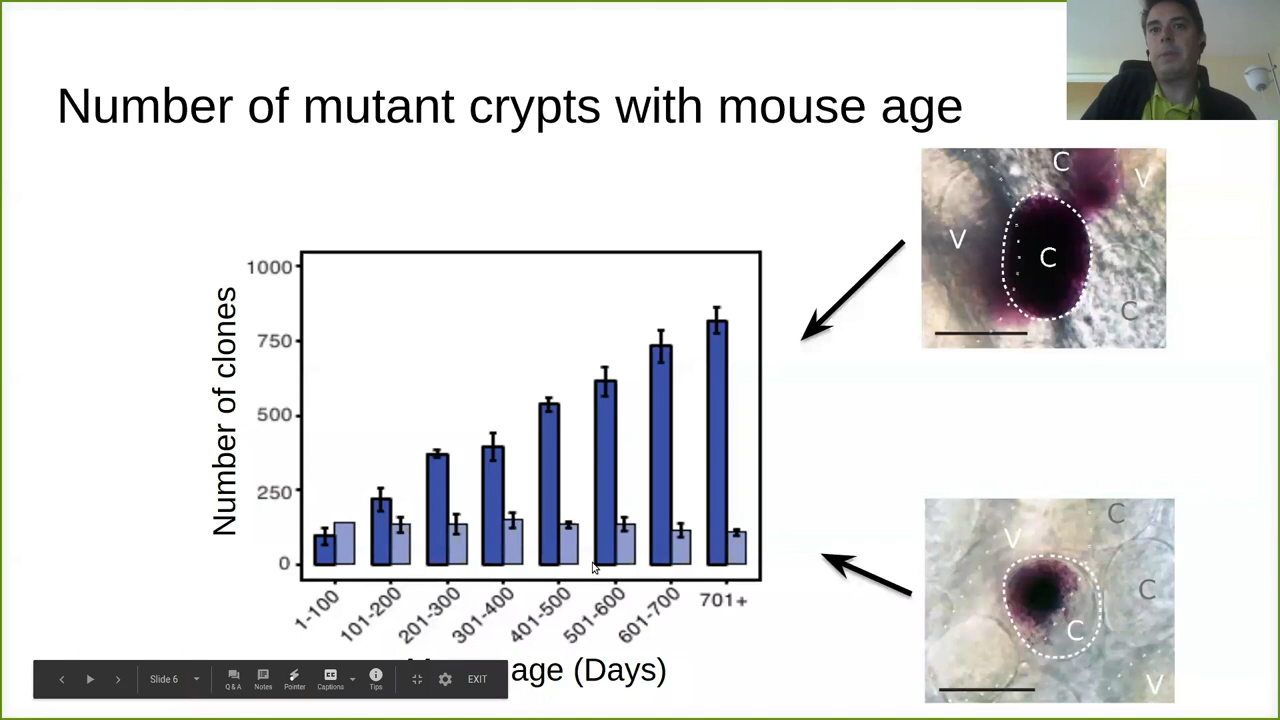 Number of mutant crypts with mouse age
C
V
V
C
C
1000
750
500
250
0
Number of clones
1-100
101-200
201-300
301-400
401-500
501-600
601-700
701+
age (Days)
C
V
C
C
V
Slide 6
Q & A
Notes
Pointer
Captions
Tips
EXIT